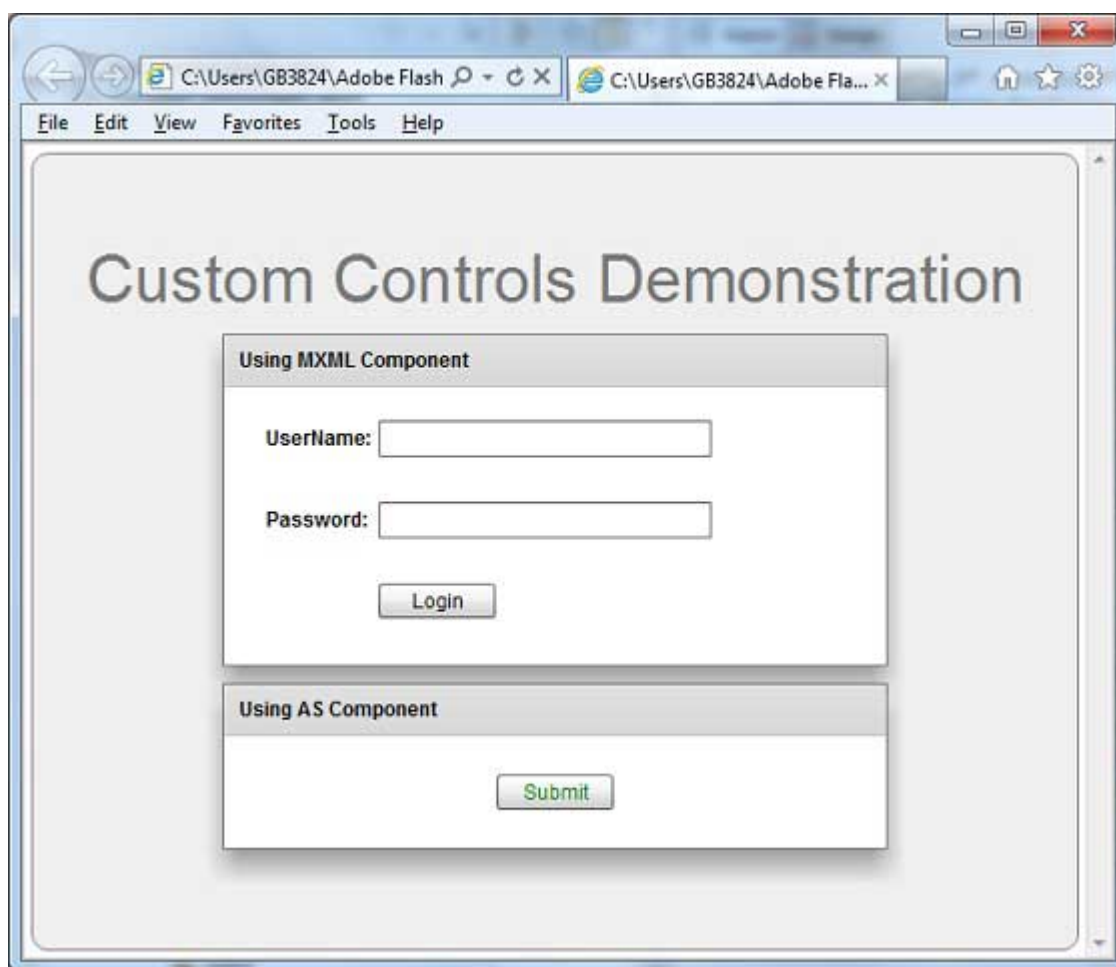 C:\Users\GB3824\Adobe Flash
C:\Users\GB3824\Adobe Fla...
File Edit View Favorites Tools Help
Custom Controls Demonstration
Using MXML Component
UserName:
Password:
Login
Using AS Component
Submit